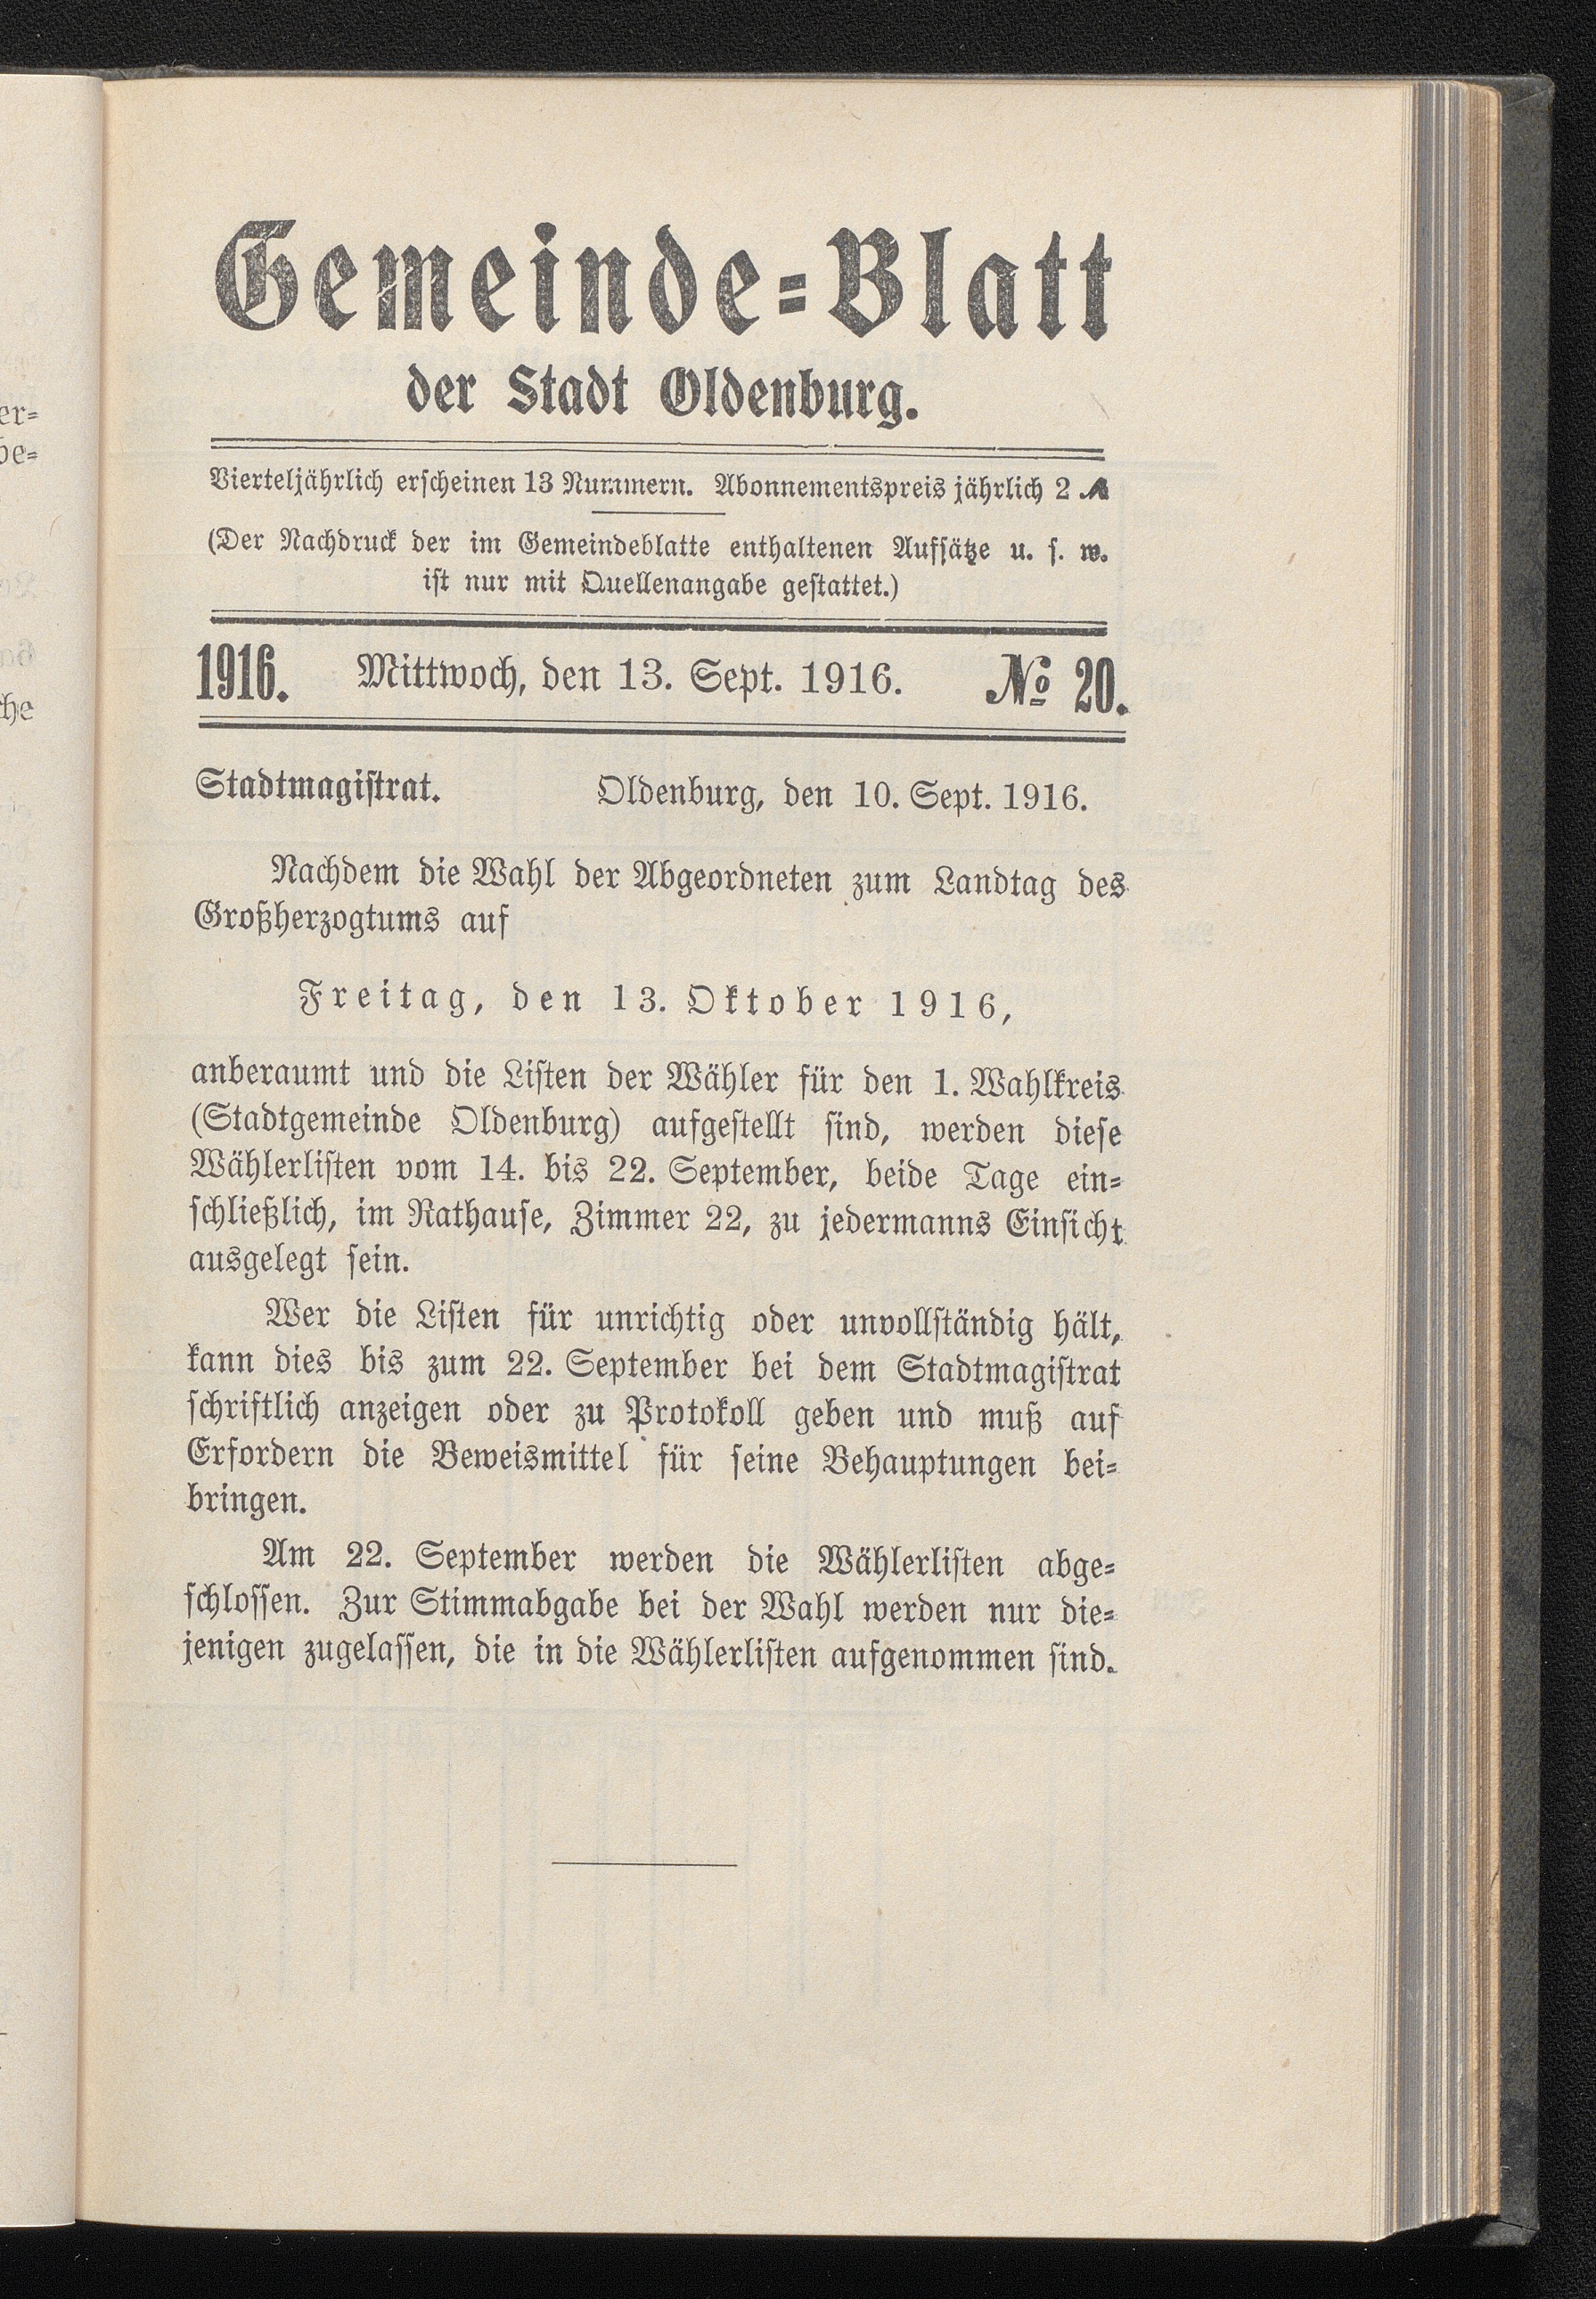 Gemeinde-Blatt
der Stadt Oldenburg.
Vierteljährlich erscheinen 13 Nummern. Abonnementspreis jährlich 2 ℳ
(Der Nachdruck der im Gemeindeblatte enthaltenen Aufsätze u. s. w.
ist nur mit Quellenangabe gestattet.)
1916. Mittwoch, den 13. Sept. 1916. № 20.
Stadtmagistrat. Oldenburg, den 10. Sept. 1916.
Nachdem die Wahl der Abgeordneten zum Landtag des
Großherzogtums auf
Freitag, den 13. Oktober 1916,
anberaumt und die Listen der Wähler für den 1. Wahlkreis
(Stadtgemeinde Oldenburg) aufgestellt sind, werden diese
Wählerlisten vom 14. bis 22. September, beide Tage ein-
schließlich, im Rathause, Zimmer 22, zu jedermanns Einsicht
ausgelegt sein.
Wer die Listen für unrichtig oder unvollständig hält,
kann dies bis zum 22. September bei dem Stadtmagistrat
schriftlich anzeigen oder zu Protokoll geben und muß auf
Erfordern die Beweismittel für seine Behauptungen bei-
bringen.
Am 22. September werden die Wählerlisten abge-
schlossen. Zur Stimmabgabe bei der Wahl werden nur die-
jenigen zugelassen, die in die Wählerlisten aufgenommen sind.